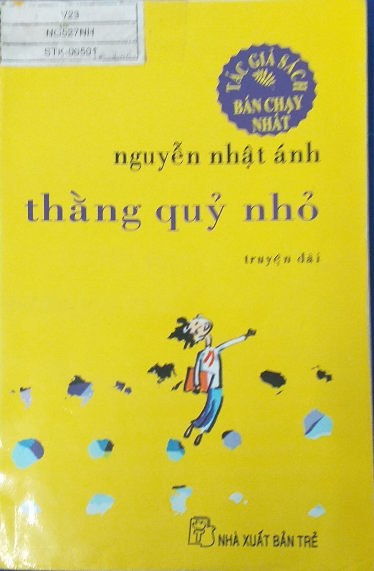 V23
NG527NH
STK-06501
TÁC GIẢ SÁCH
BÁN CHẠY
NHẤT
nguyễn nhật ánh
thằng quỷ nhỏ
truyện dài
NHÀ XUẤT BẢN TRẺ